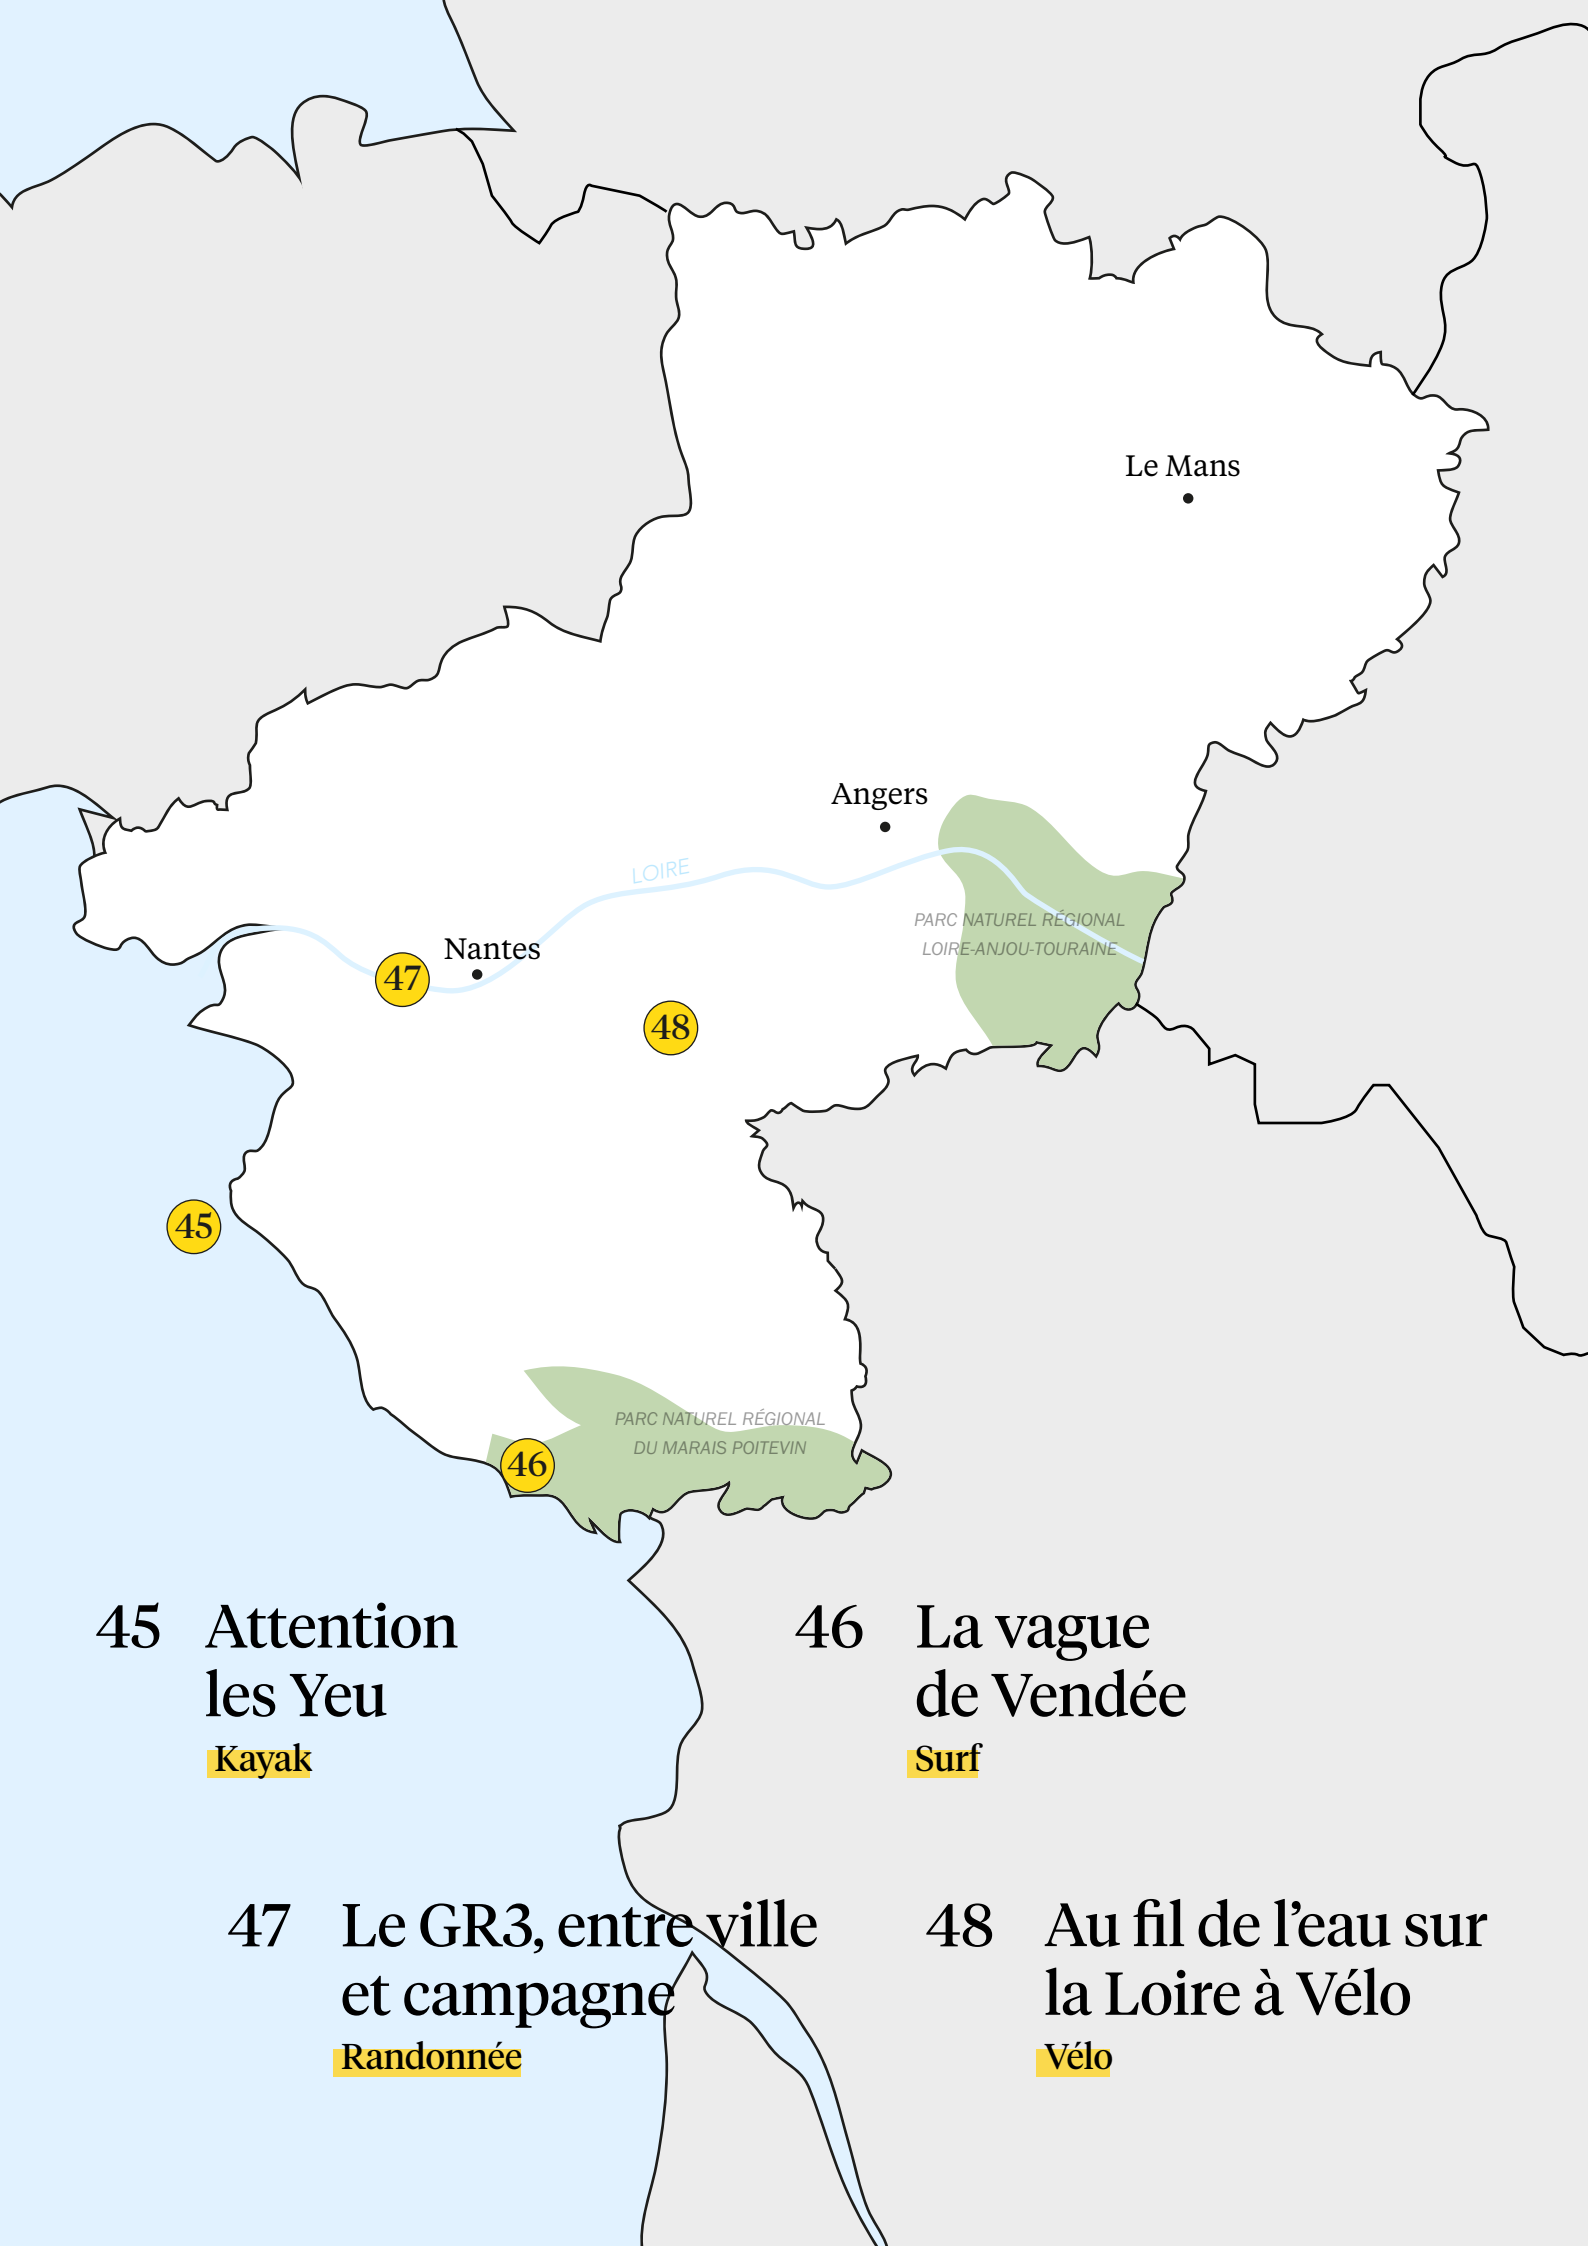 Le Mans
Angers
LOIRE
PARC NATUREL RÉGIONAL
LOIRE-ANJOU-TOURAINE
Nantes
47
48
45
PARC NATUREL RÉGIONAL
DU MARAIS POITEVIN
46
45 Attention
les Yeu
Kayak
46 La vague
de Vendée
Surf
47 Le GR3, entre ville
et campagne
Randonnée
48 Au fil de l’eau sur
la Loire à Vélo
Vélo